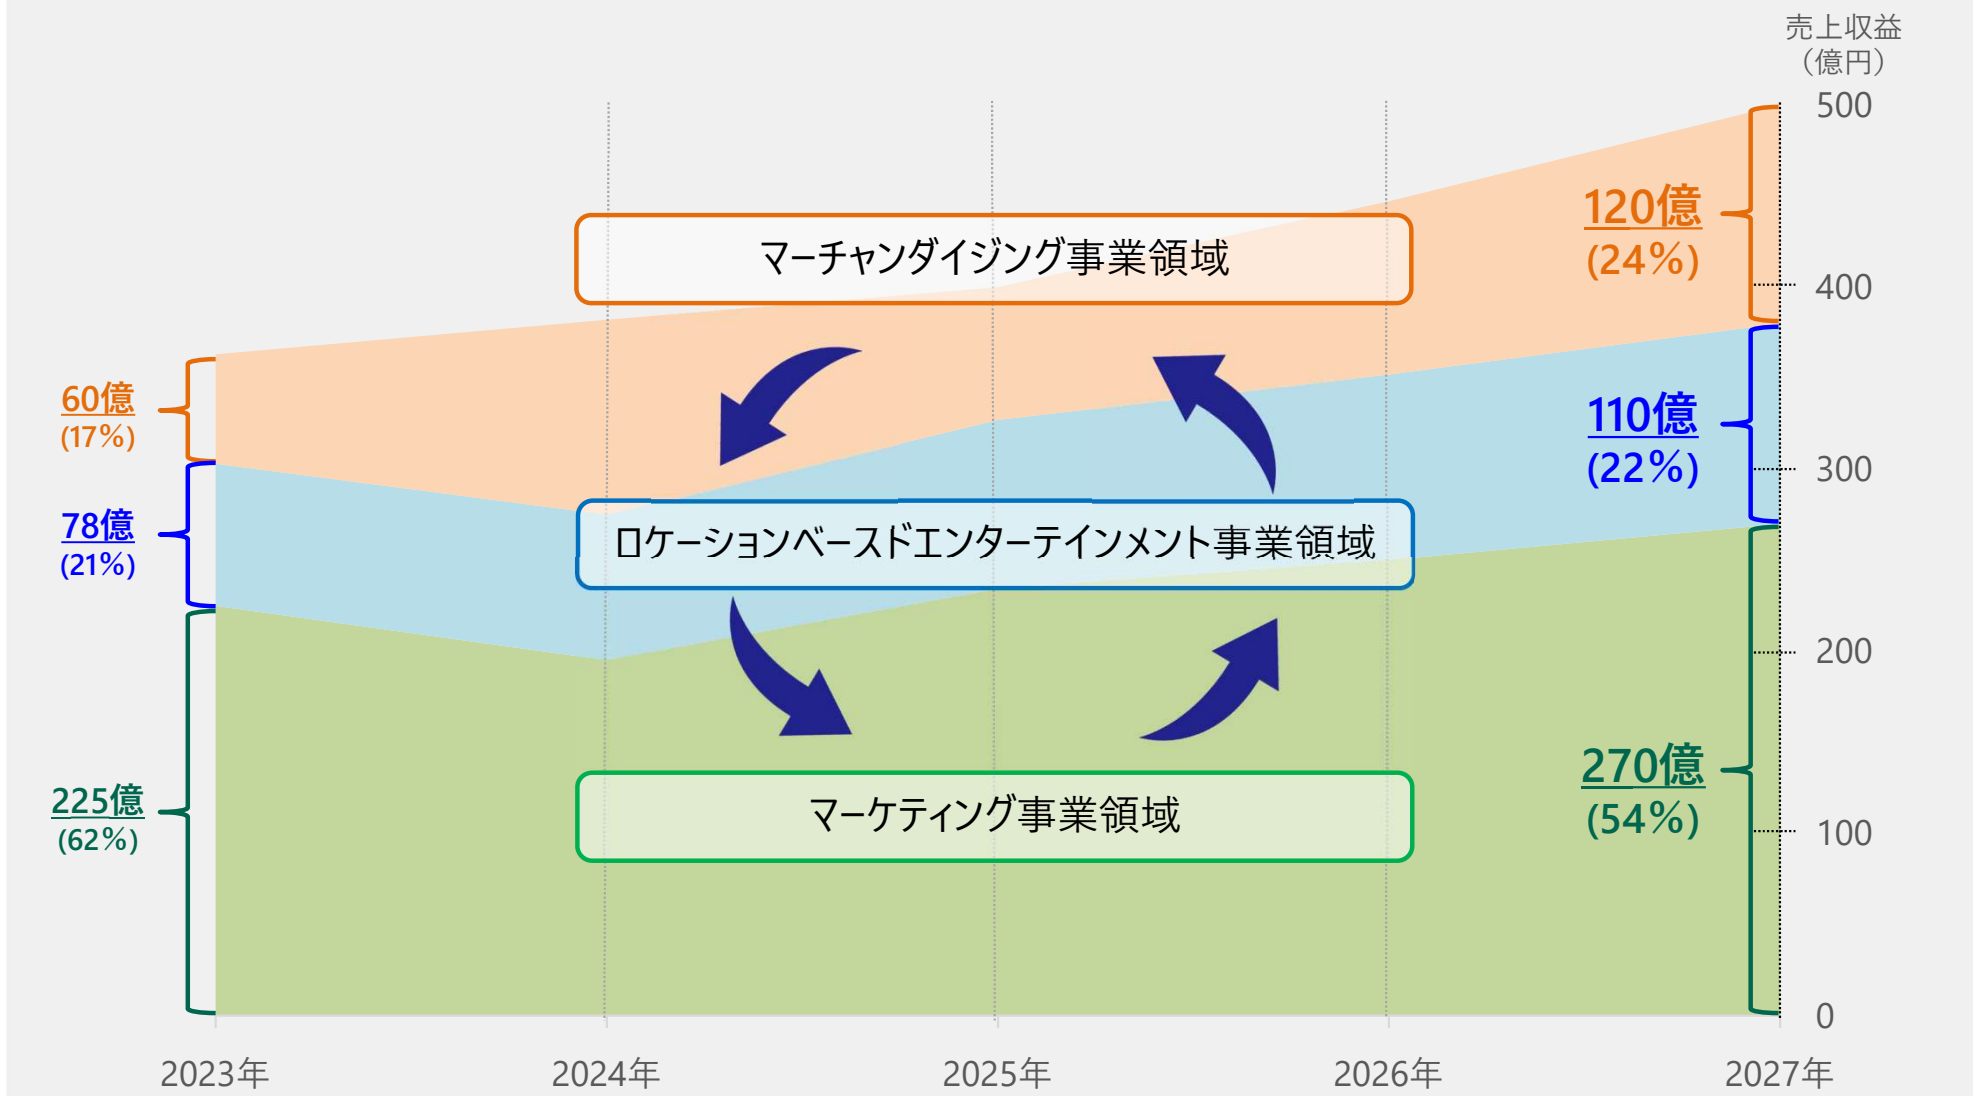 売上収益
（億円）
500
400
300
200
100
0
マーチャンダイジング事業領域
ロケーションベースドエンターテインメント事業領域
マーケティング事業領域
60億
(17%)
78億
(21%)
225億
(62%)
120億
(24%)
110億
(22%)
270億
(54%)
2023年
2024年
2025年
2026年
2027年